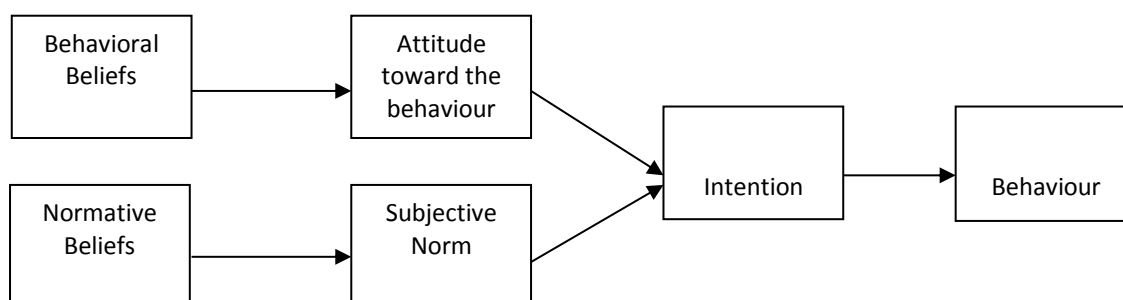 Behavioral
Beliefs
Attitude
toward the
behaviour
Normative
Beliefs
Subjective
Norm
Intention
Behaviour